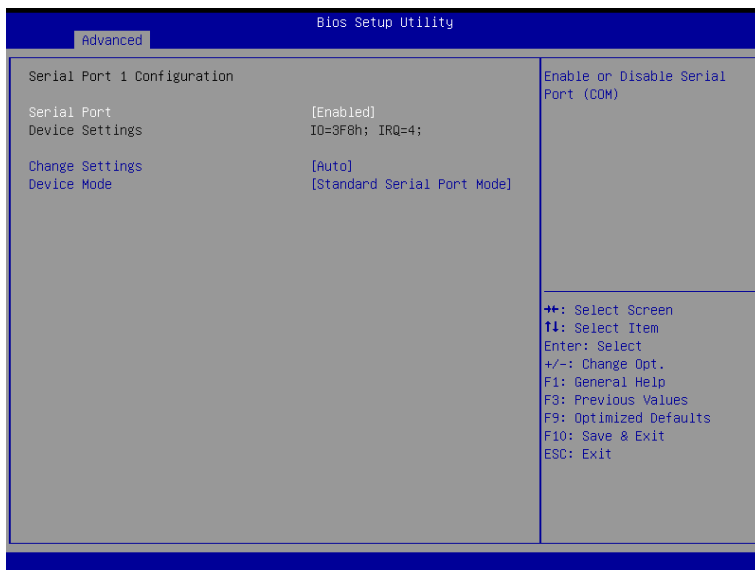 Bios Setup Utility
Advanced
Serial Port 1 Configuration
Serial Port [Enabled]
Device Settings IO=3F8h; IRQ=4;
Change Settings [Auto]
Device Mode [Standard Serial Port Mode]
Enable or Disable Serial
Port (COM)
→←: Select Screen
↑↓: Select Item
Enter: Select
+/-: Change Opt.
F1: General Help
F3: Previous Values
F9: Optimized Defaults
F10: Save & Exit
ESC: Exit